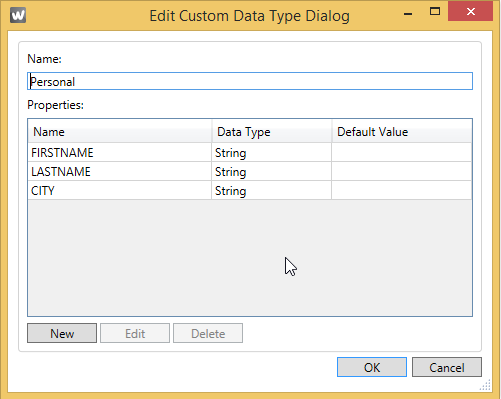 W Edit Custom Data Type Dialog
Name:
Personal
Properties:
Name Data Type Default Value
FIRSTNAME String
LASTNAME String
CITY String
New Edit Delete
OK Cancel